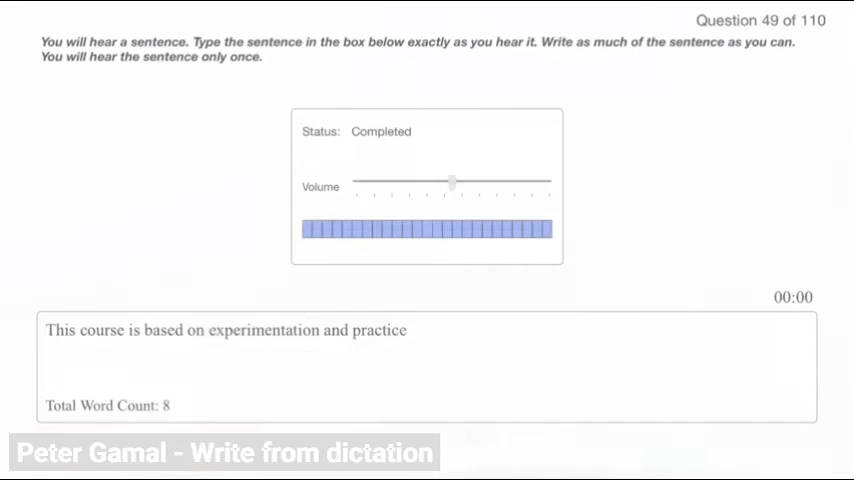 Question 49 of 110
You will hear a sentence. Type the sentence in the box below exactly as you hear it. Write as much of the sentence as you can.
You will hear the sentence only once.
Status: Completed
Volume
00:00
This course is based on experimentation and practice
Total Word Count: 8
Peter Gamal - Write from dictation